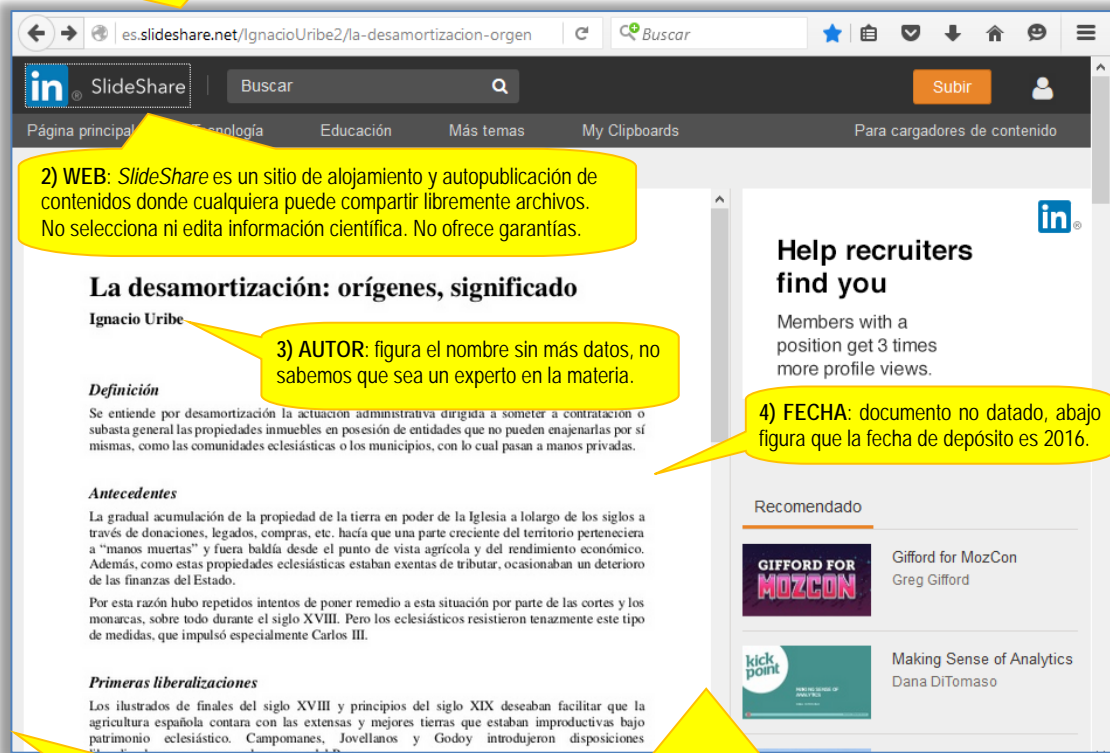 es.slideshare.net/IgnacioUribe2/la-desamortizacion-orgen
Buscar
in ® SlideShare
Buscar
Subir
Página principal
Tecnología
Educación
Más temas
My Clipboards
Para cargadores de contenido
2) WEB: SlideShare es un sitio de alojamiento y autopublicación de
contenidos donde cualquiera puede compartir libremente archivos.
No selecciona ni edita información científica. No ofrece garantías.
La desamortización: orígenes, significado
Ignacio Uribe
3) AUTOR: figura el nombre sin más datos, no
sabemos que sea un experto en la materia.
Definición
Se entiende por desamortización la actuación administrativa dirigida a someter a contratación o
subasta general las propiedades inmuebles en posesión de entidades que no pueden enajenarlas por sí
mismas, como las comunidades eclesiásticas o los municipios, con lo cual pasan a manos privadas.
Antecedentes
La gradual acumulación de la propiedad de la tierra en poder de la Iglesia a lolargo de los siglos a
través de donaciones, legados, compras, etc. hacía que una parte creciente del territorio perteneciera
a “manos muertas” y fuera baldía desde el punto de vista agrícola y del rendimiento económico.
Además, como estas propiedades eclesiásticas estaban exentas de tributar, ocasionaban un deterioro
de las finanzas del Estado.
Por esta razón hubo repetidos intentos de poner remedio a esta situación por parte de las cortes y los
monarcas, sobre todo durante el siglo XVIII. Pero los eclesiásticos resistieron tenazmente este tipo
de medidas, que impulsó especialmente Carlos III.
Primeras liberalizaciones
Los ilustrados de finales del siglo XVIII y principios del siglo XIX deseaban facilitar que la
agricultura española contara con las extensas y mejores tierras que estaban improductivas bajo
patrimonio eclesiástico. Campomanes, Jovellanos y Godoy introdujeron disposiciones
in ®
Help recruiters
find you
Members with a
position get 3 times
more profile views.
4) FECHA: documento no datado, abajo
figura que la fecha de depósito es 2016.
Recomendado
GIFFORD FOR
MOZCON
Gifford for MozCon
Greg Gifford
kick
point
MAKING SENSE OF
ANALYTICS
Making Sense of Analytics
Dana DiTomaso